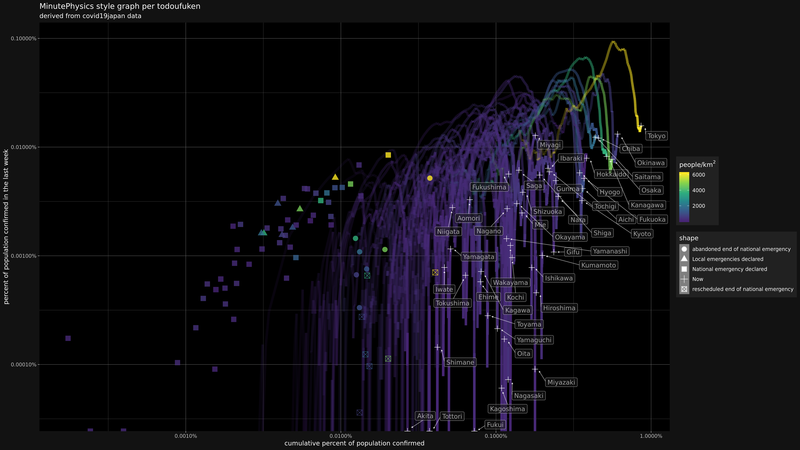 MinutePhysics style graph per todoufuken
derived from covid19japan data
percent of population confirmed in the last week
0.10000%
0.01000%
0.00100%
0.00010%
Tokyo
Miyagi
Chiba
Ibaraki
Okinawa
Hokkaido
Saitama
Fukushima
Saga
Gunma
Hyogo
Osaka
Tochigi
Kanagawa
Aomori
Shizuoka
Nara
Aichi
Fukuoka
Niigata
Nagano
Mie
Shiga
Kyoto
Okayama
Yamagata
Gifu
Yamanashi
Kumamoto
Iwate
Wakayama
Ishikawa
Tokushima
Ehime
Kochi
Kagawa
Hiroshima
Toyama
Yamaguchi
Oita
Shimane
Miyazaki
Nagasaki
Kagoshima
Akita
Tottori
Fukui
0.0010%
0.0100%
0.1000%
1.0000%
cumulative percent of population confirmed
people/km²
6000
4000
2000
shape
abandoned end of national emergency
Local emergencies declared
National emergency declared
Now
rescheduled end of national emergency